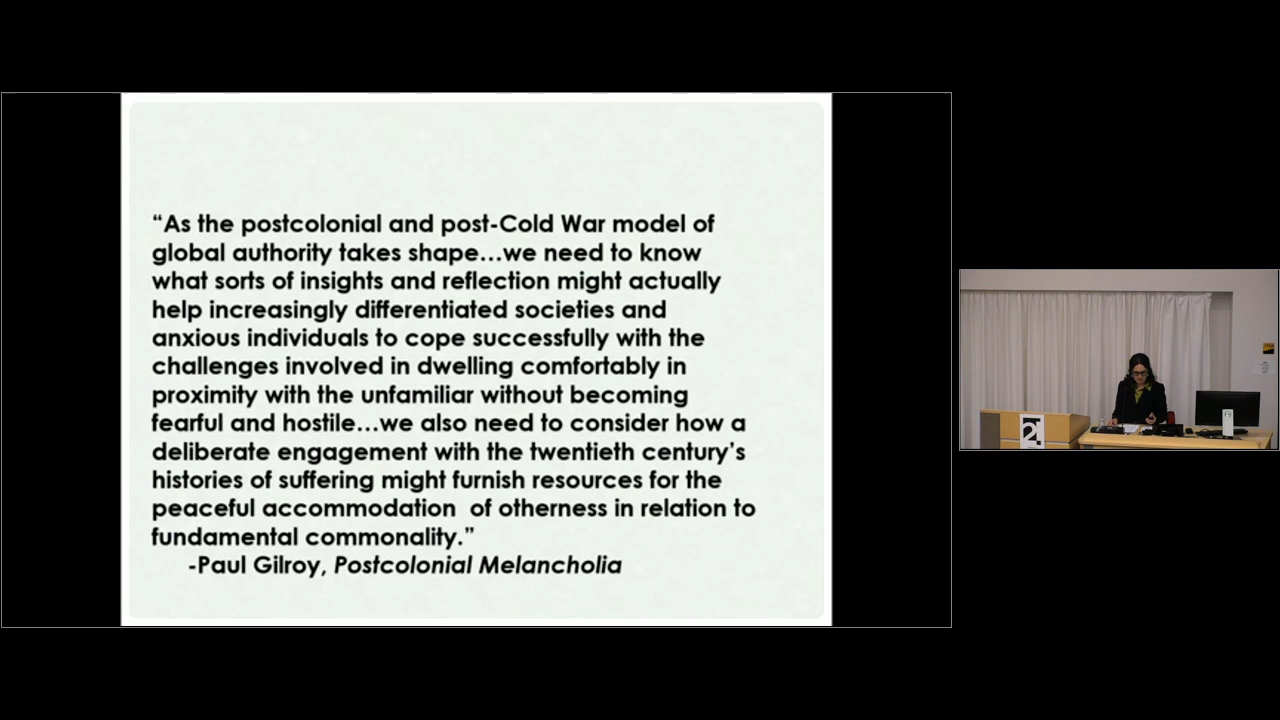 “As the postcolonial and post-Cold War model of
global authority takes shape…we need to know
what sorts of insights and reflection might actually
help increasingly differentiated societies and
anxious individuals to cope successfully with the
challenges involved in dwelling comfortably in
proximity with the unfamiliar without becoming
fearful and hostile…we also need to consider how a
deliberate engagement with the twentieth century’s
histories of suffering might furnish resources for the
peaceful accommodation  of otherness in relation to
fundamental commonality.”
-Paul Gilroy, Postcolonial Melancholia